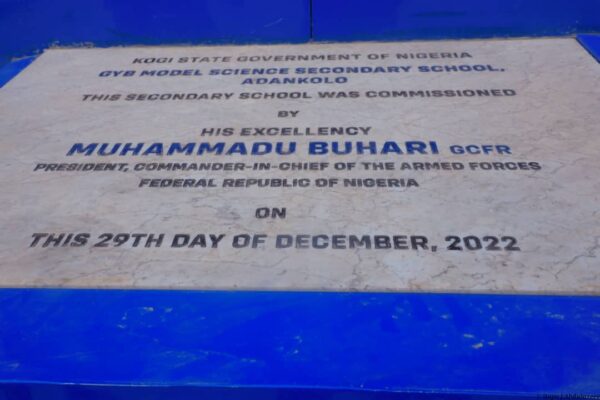 KOGI STATE GOVERNMENT OF NIGERIA
GYB MODEL SCIENCE SECONDARY SCHOOL,
ADANKOLO
THIS SECONDARY SCHOOL WAS COMMISSIONED
BY
HIS EXCELLENCY
MUHAMMADU BUHARI GCFR
PRESIDENT, COMMANDER-IN-CHIEF OF THE ARMED FORCES
FEDERAL REPUBLIC OF NIGERIA
ON
THIS 29TH DAY OF DECEMBER, 2022